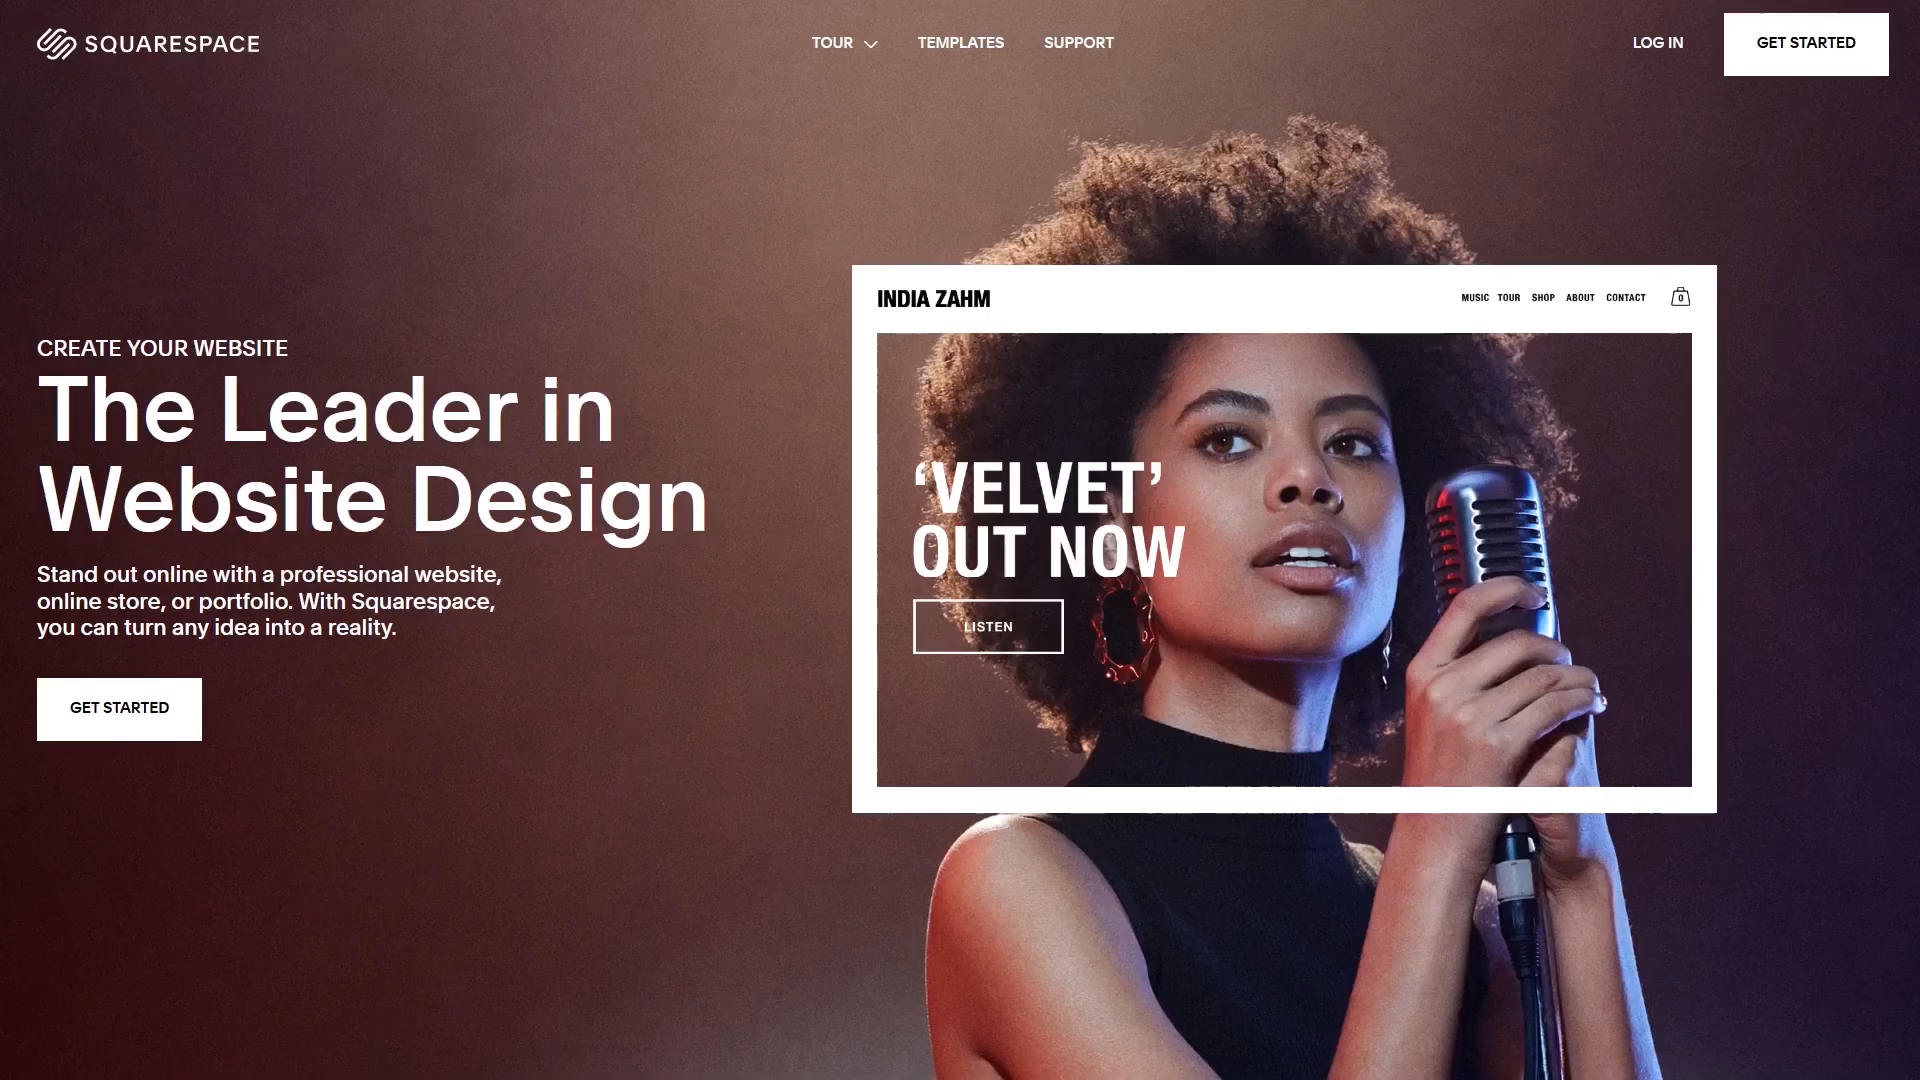 SQUARESPACE
TOUR
TEMPLATES
SUPPORT
LOG IN
GET STARTED
CREATE YOUR WEBSITE
The Leader in
Website Design
Stand out online with a professional website,
online store, or portfolio. With Squarespace,
you can turn any idea into a reality.
GET STARTED
INDIA ZAHM
MUSIC TOUR SHOP ABOUT CONTACT
0
‘VELVET’
OUT NOW
LISTEN